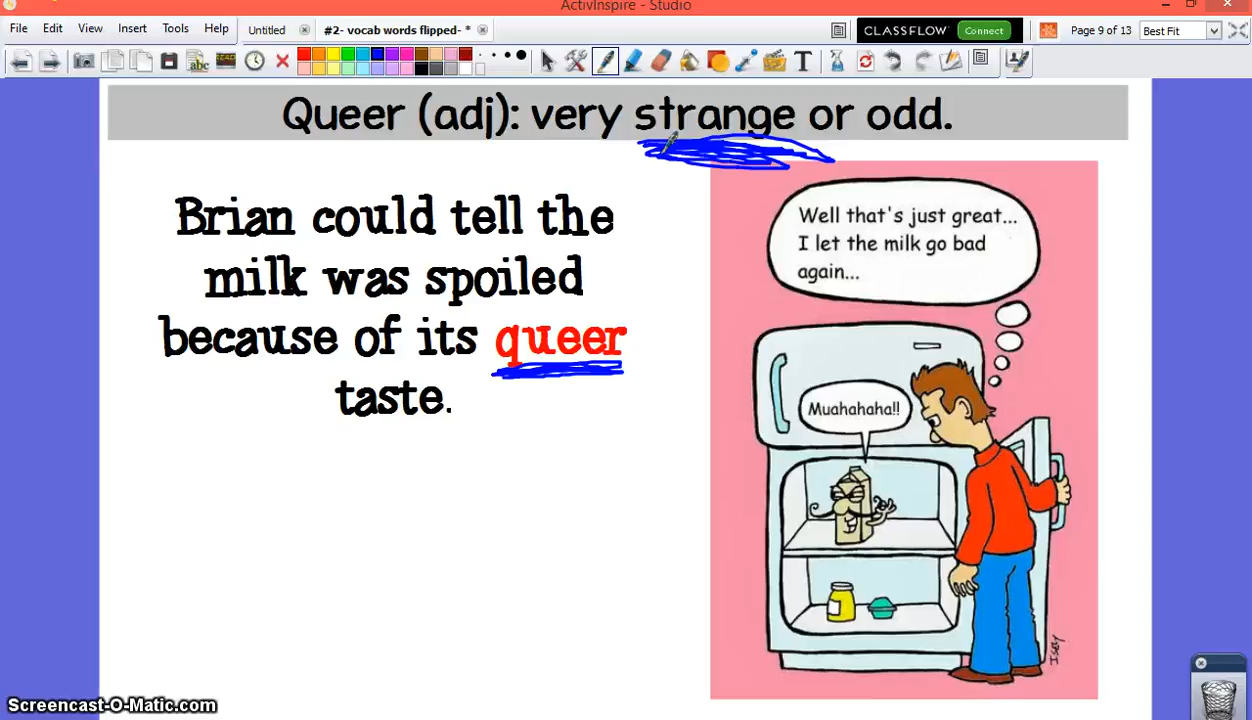 ActivInspire - Studio
File Edit View Insert Tools Help
Untitled
#2- vocab words flipped- *
CLASSFLOW Connect
Page 9 of 13
Best Fit
abc
T
Queer (adj): very strange or odd.
Brian could tell the
milk was spoiled
because of its queer
taste.
Well that's just great...
I let the milk go bad
again...
Muahahaha!!
Screencast-O-Matic.com